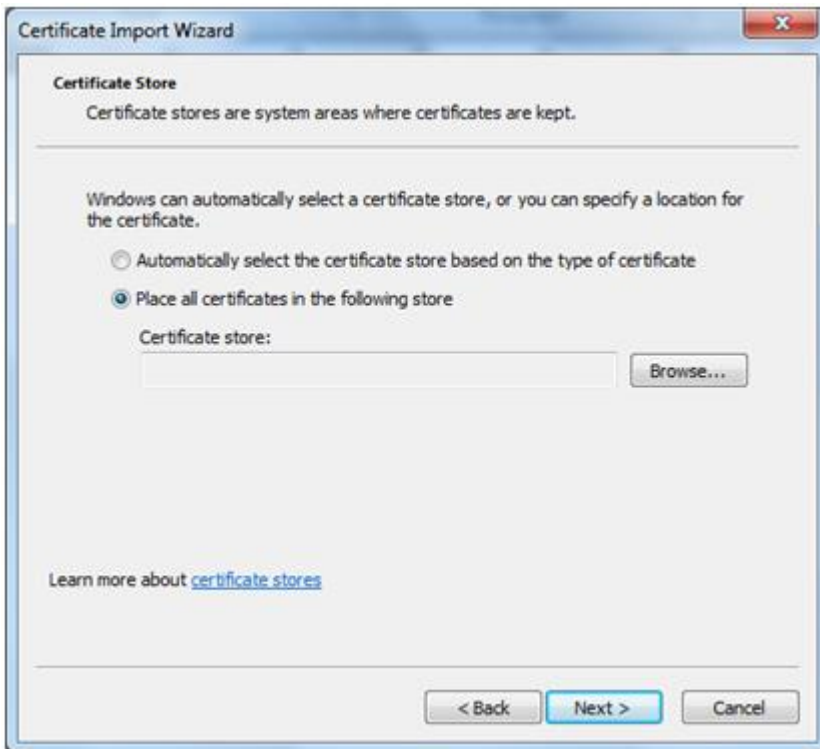 Certificate Import Wizard
Certificate Store
Certificate stores are system areas where certificates are kept.
Windows can automatically select a certificate store, or you can specify a location for
the certificate.
Automatically select the certificate store based on the type of certificate
Place all certificates in the following store
Certificate store:
Browse...
Learn more about certificate stores
< Back
Next >
Cancel